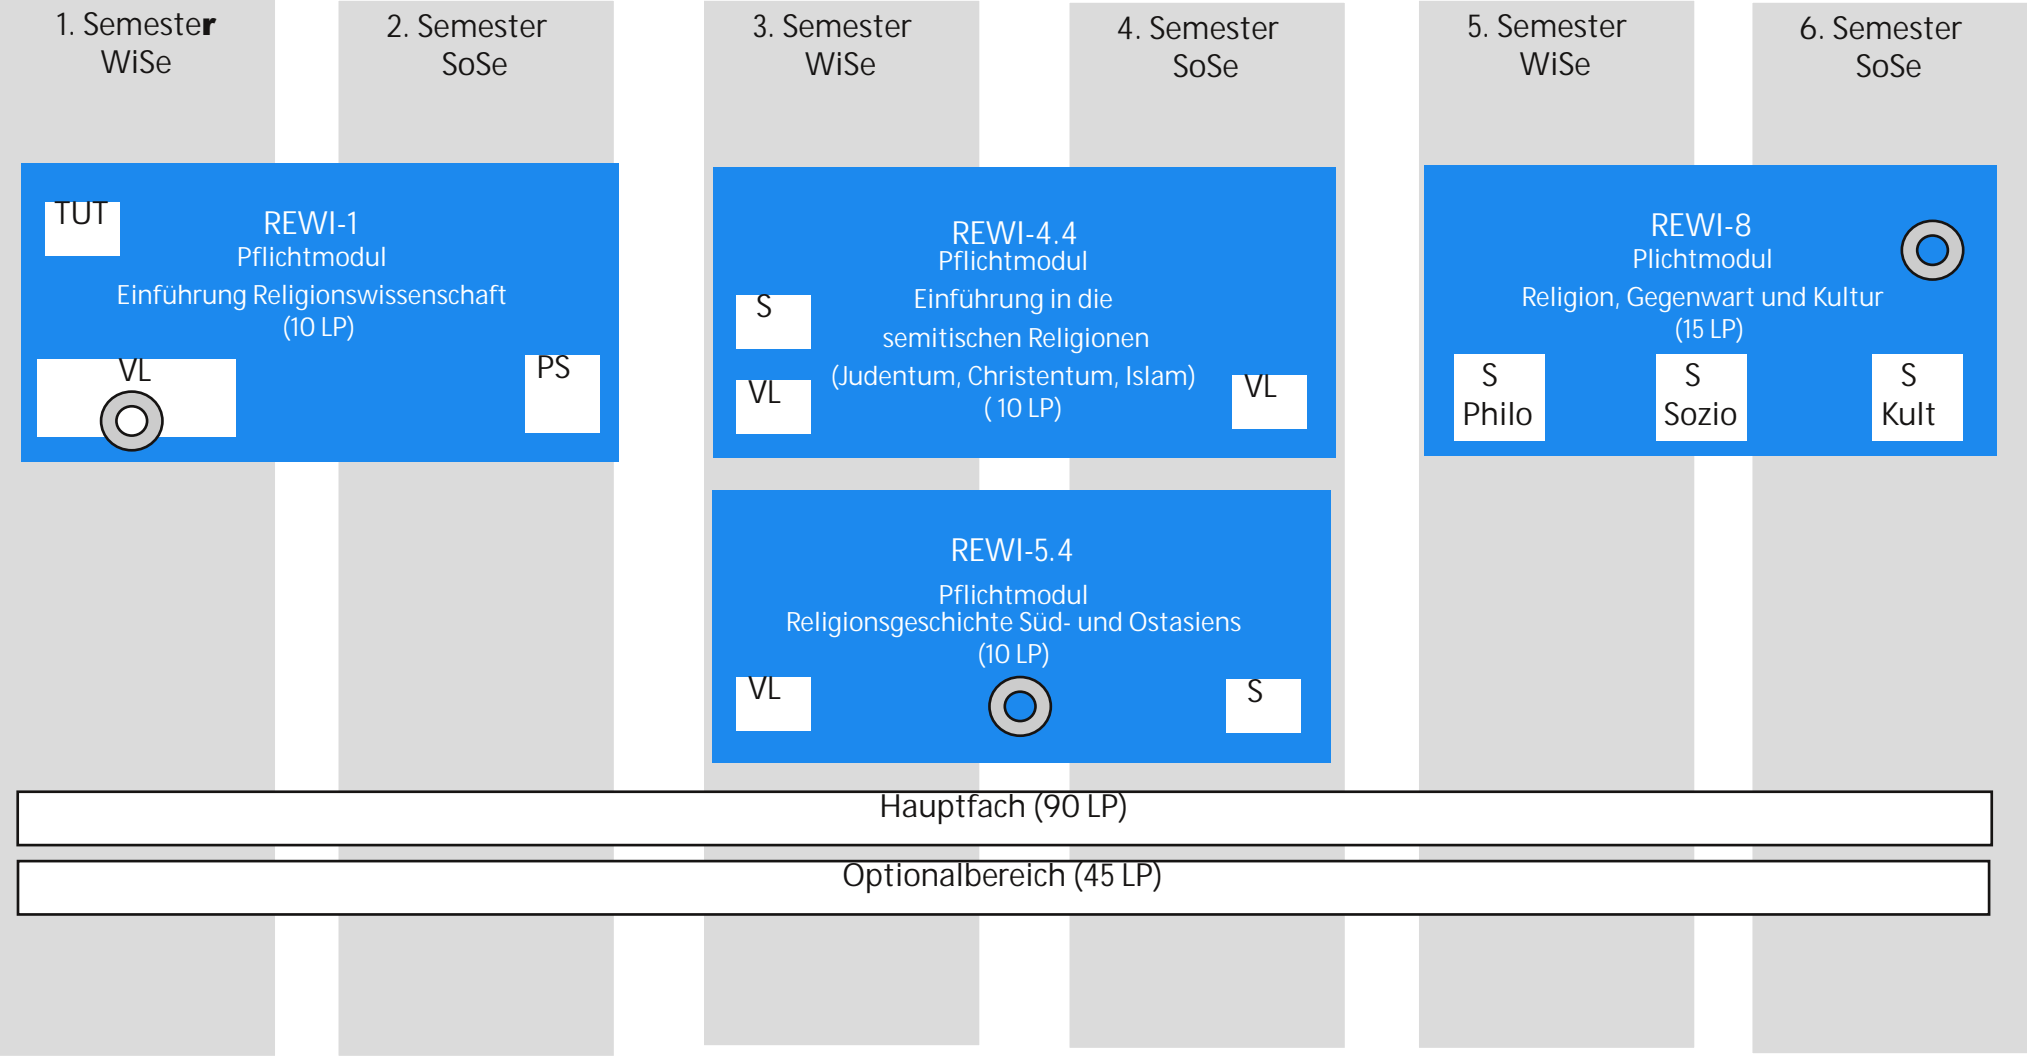 1. Semester
WiSe
2. Semester
SoSe
3. Semester
WiSe
4. Semester
SoSe
5. Semester
WiSe
6. Semester
SoSe
TUT
REWI-1
Pflichtmodul
Einführung Religionswissenschaft
(10 LP)
VL
PS
REWI-4.4
Pflichtmodul
Einführung in die
semitischen Religionen
(Judentum, Christentum, Islam)
( 10 LP)
S
VL
VL
REWI-8
Plichtmodul
Religion, Gegenwart und Kultur
(15 LP)
S
Philo
S
Sozio
S
Kult
REWI-5.4
Pflichtmodul
Religionsgeschichte Süd- und Ostasiens
(10 LP)
VL
S
Hauptfach (90 LP)
Optionalbereich (45 LP)